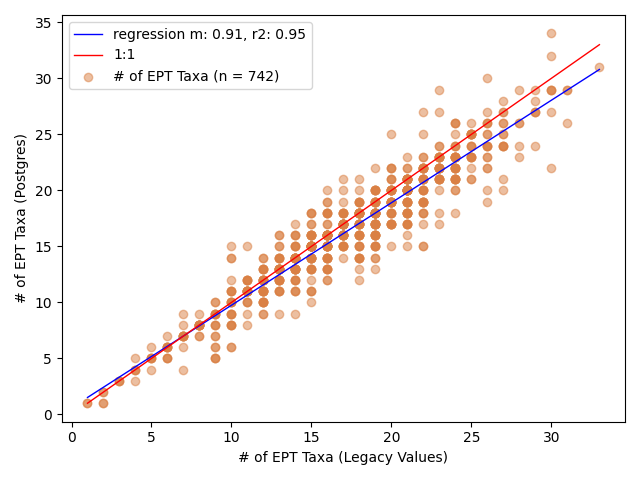 regression m: 0.91, r2: 0.95
1:1
# of EPT Taxa (n = 742)
35
30
25
20
15
10
5
0
# of EPT Taxa (Postgres)
0 5 10 15 20 25 30
# of EPT Taxa (Legacy Values)